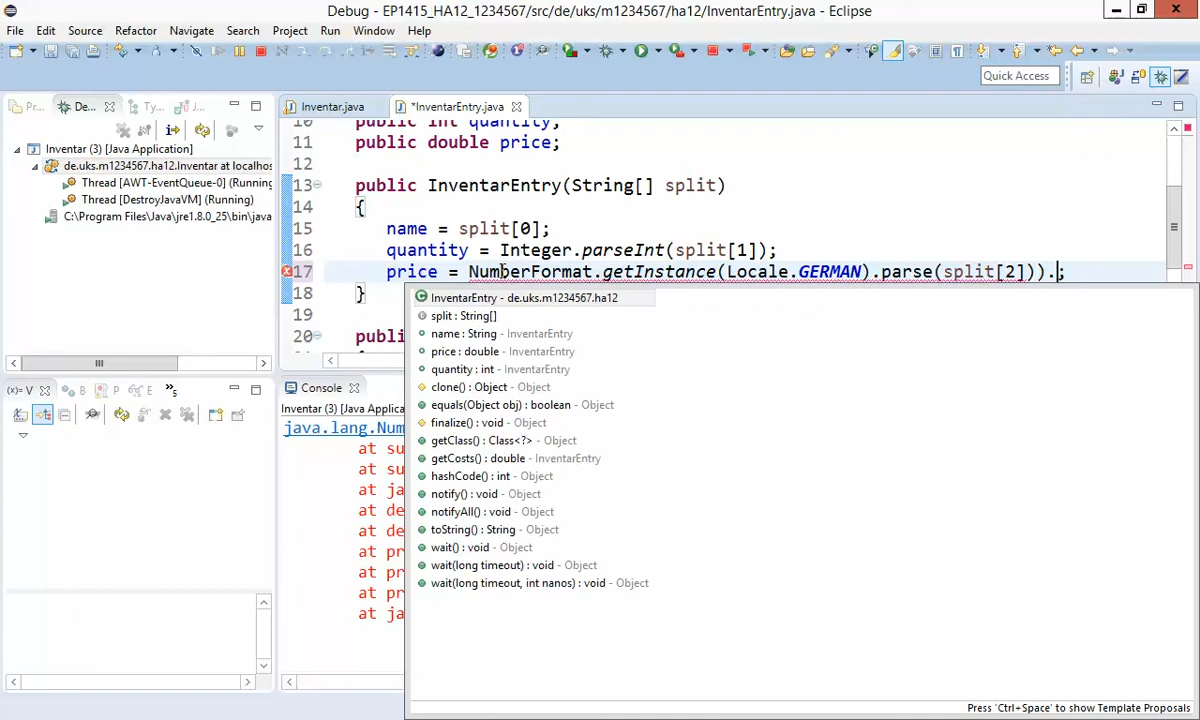 Debug - EP1415_HA12_1234567/src/de/uks/m1234567/ha12/InventarEntry.java - Eclipse
File Edit Source Refactor Navigate Search Project Run Window Help
Quick Access
Pr... De... Ty... J...
Inventar.java *InventarEntry.java
Inventar (3) [Java Application]
de.uks.m1234567.ha12.Inventar at localhos
Thread [AWT-EventQueue-0] (Running
Thread [DestroyJavaVM] (Running)
C:\Program Files\Java\jre1.8.0_25\bin\java
10 public int quantity;
11 public double price;
12
13 public InventarEntry(String[] split)
14 {
15 name = split[0];
16 quantity = Integer.parseInt(split[1]);
17 price = NumberFormat.getInstance(Locale.GERMAN).parse(split[2])).;
18 }
19
20 publi
InventarEntry - de.uks.m1234567.ha12
split : String[]
name : String - InventarEntry
price : double - InventarEntry
quantity : int - InventarEntry
clone() : Object - Object
equals(Object obj) : boolean - Object
finalize() : void - Object
getClass() : Class<?> - Object
getCosts() : double - InventarEntry
hashCode() : int - Object
notify() : void - Object
notifyAll() : void - Object
toString() : String - Object
wait() : void - Object
wait(long timeout) : void - Object
wait(long timeout, int nanos) : void - Object
Press 'Ctrl+Space' to show Template Proposals
(x)= V B P E »5
Console
Inventar (3) [Java Applica
java.lang.Num
at su
at su
at ja
at de
at de
at pr
at pr
at pr
at ja